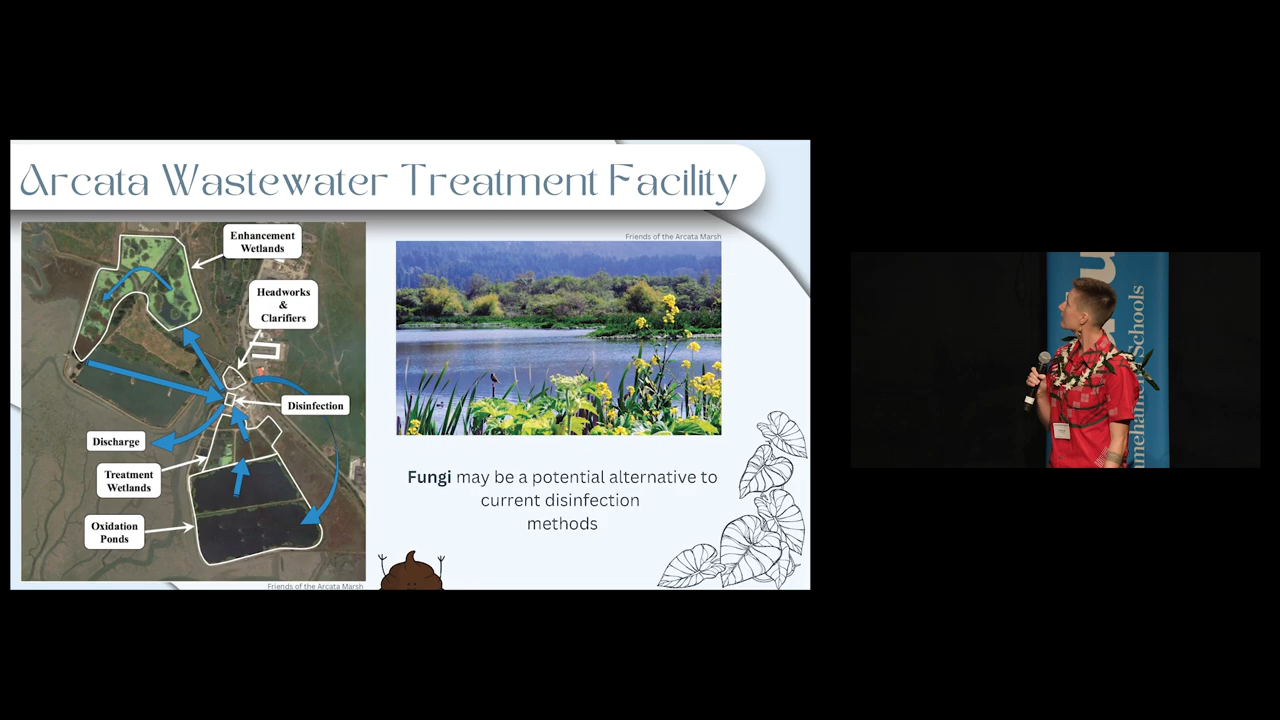 Arcata Wastewater Treatment Facility
Enhancement
Wetlands
Headworks
&
Clarifiers
Disinfection
Discharge
Treatment
Wetlands
Oxidation
Ponds
Friends of the Arcata Marsh
Friends of the Arcata Marsh
Fungi may be a potential alternative to
current disinfection
methods
Schools